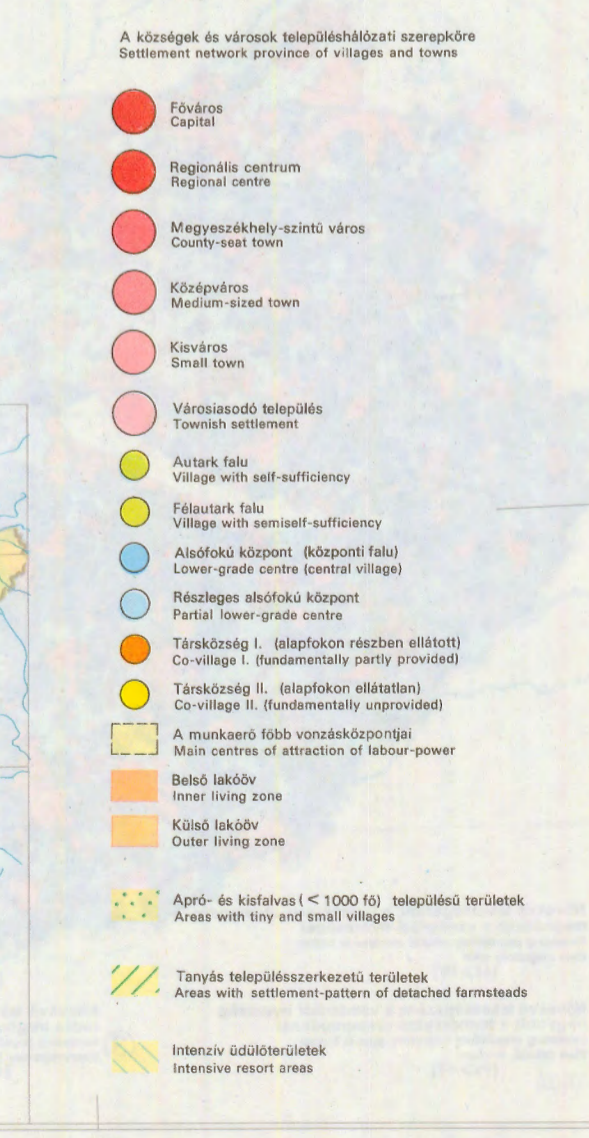 A községek és városok településhálózati szerepköre
Settlement network province of villages and towns
Főváros
Capital
Regionális centrum
Regional centre
Megyeszékhely-szintű város
County-seat town
Középváros
Medium-sized town
Kisváros
Small town
Városiasodó település
Townish settlement
Autark falu
Village with self-sufficiency
Félautark falu
Village with semiself-sufficiency
Alsófokú központ (központi falu)
Lower-grade centre (central village)
Részleges alsófokú központ
Partial lower-grade centre
Társközség I. (alapfokon részben ellátott)
Co-village I. (fundamentally partly provided)
Társközség II. (alapfokon ellátatlan)
Co-village II. (fundamentally unprovided)
A munkaerő főbb vonzásközpontjai
Main centres of attraction of labour-power
Belső lakóöv
Inner living zone
Külső lakóöv
Outer living zone
Apró- és kisfalvas ( < 1000 fő) településű területek
Areas with tiny and small villages
Tanyás településszerkezetű területek
Areas with settlement-pattern of detached farmsteads
Intenzív üdülőterületek
Intensive resort areas